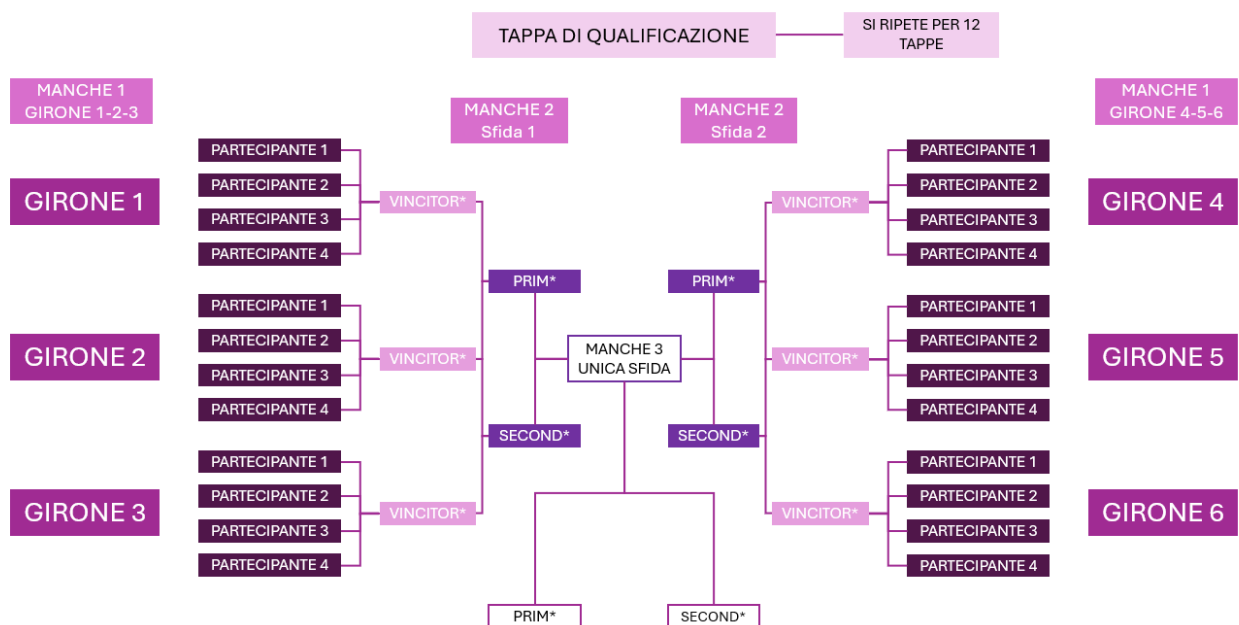 TAPPA DI QUALIFICAZIONE
SI RIPETE PER 12
TAPPE
MANCHE 1
GIRONE 1-2-3
MANCHE 2
Sfida 1
MANCHE 2
Sfida 2
MANCHE 1
GIRONE 4-5-6
GIRONE 1
PARTECIPANTE 1
PARTECIPANTE 2
PARTECIPANTE 3
PARTECIPANTE 4
VINCITOR*
GIRONE 2
PARTECIPANTE 1
PARTECIPANTE 2
PARTECIPANTE 3
PARTECIPANTE 4
VINCITOR*
GIRONE 3
PARTECIPANTE 1
PARTECIPANTE 2
PARTECIPANTE 3
PARTECIPANTE 4
VINCITOR*
PRIM*
SECOND*
MANCHE 3
UNICA SFIDA
PRIM*
SECOND*
PRIM*
SECOND*
VINCITOR*
PARTECIPANTE 1
PARTECIPANTE 2
PARTECIPANTE 3
PARTECIPANTE 4
GIRONE 4
VINCITOR*
PARTECIPANTE 1
PARTECIPANTE 2
PARTECIPANTE 3
PARTECIPANTE 4
GIRONE 5
VINCITOR*
PARTECIPANTE 1
PARTECIPANTE 2
PARTECIPANTE 3
PARTECIPANTE 4
GIRONE 6